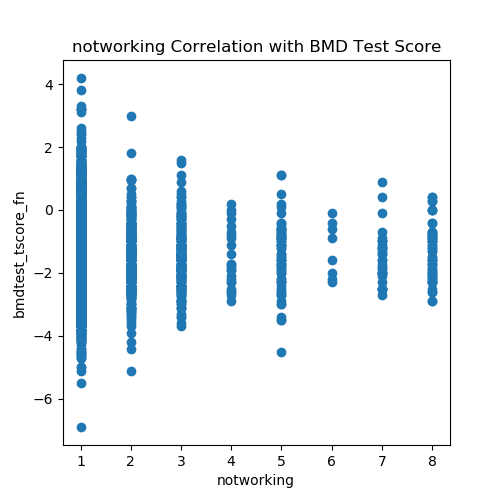 notworking Correlation with BMD Test Score
bmdtest_tscore_fn
4
2
0
−2
−4
−6
1 2 3 4 5 6 7 8
notworking